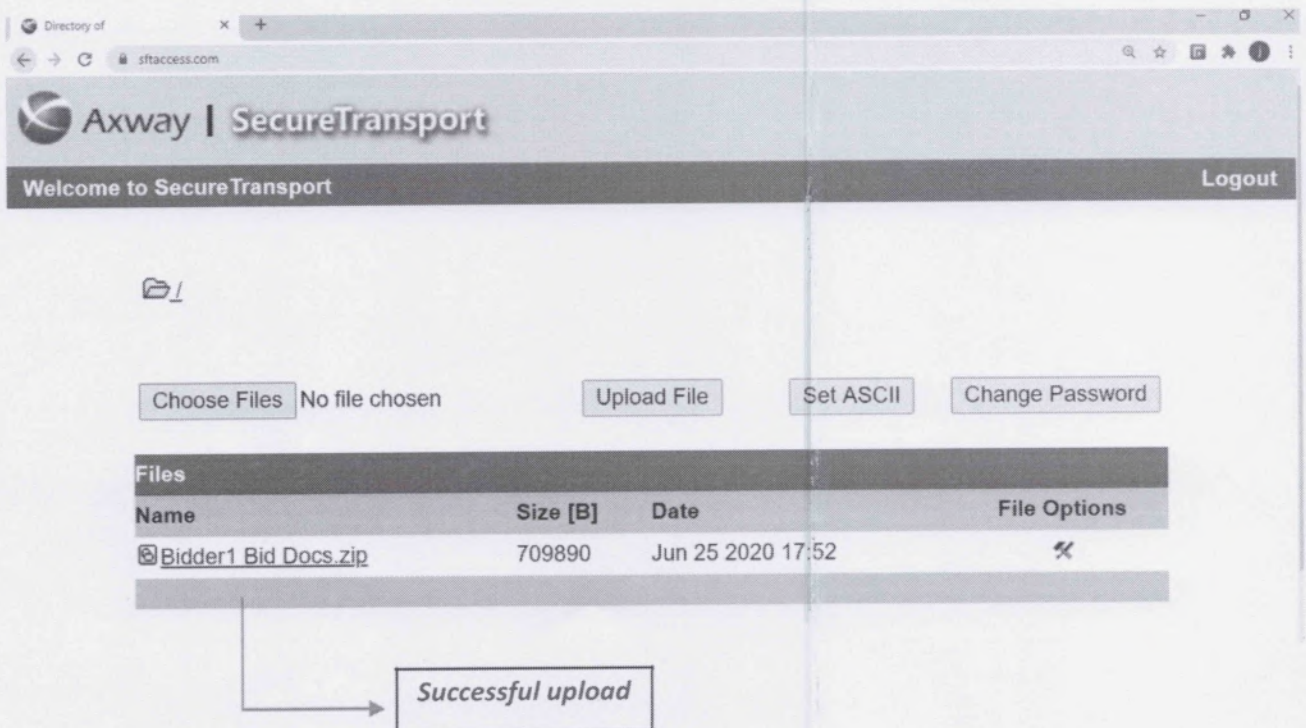 Directory of
sftaccess.com
Axway | SecureTransport
Welcome to SecureTransport Logout
/
Choose Files No file chosen Upload File Set ASCII Change Password
Files
Name Size [B] Date File Options
Bidder1 Bid Docs.zip 709890 Jun 25 2020 17:52
Successful upload